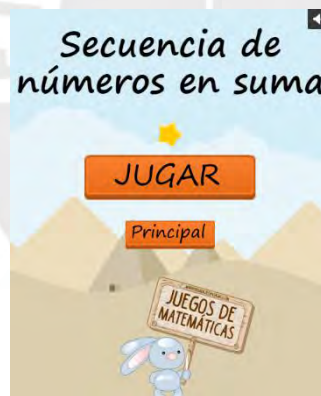 Secuencia de
números en suma
JUGAR
Principal
JUEGOS DE
MATEMÁTICAS